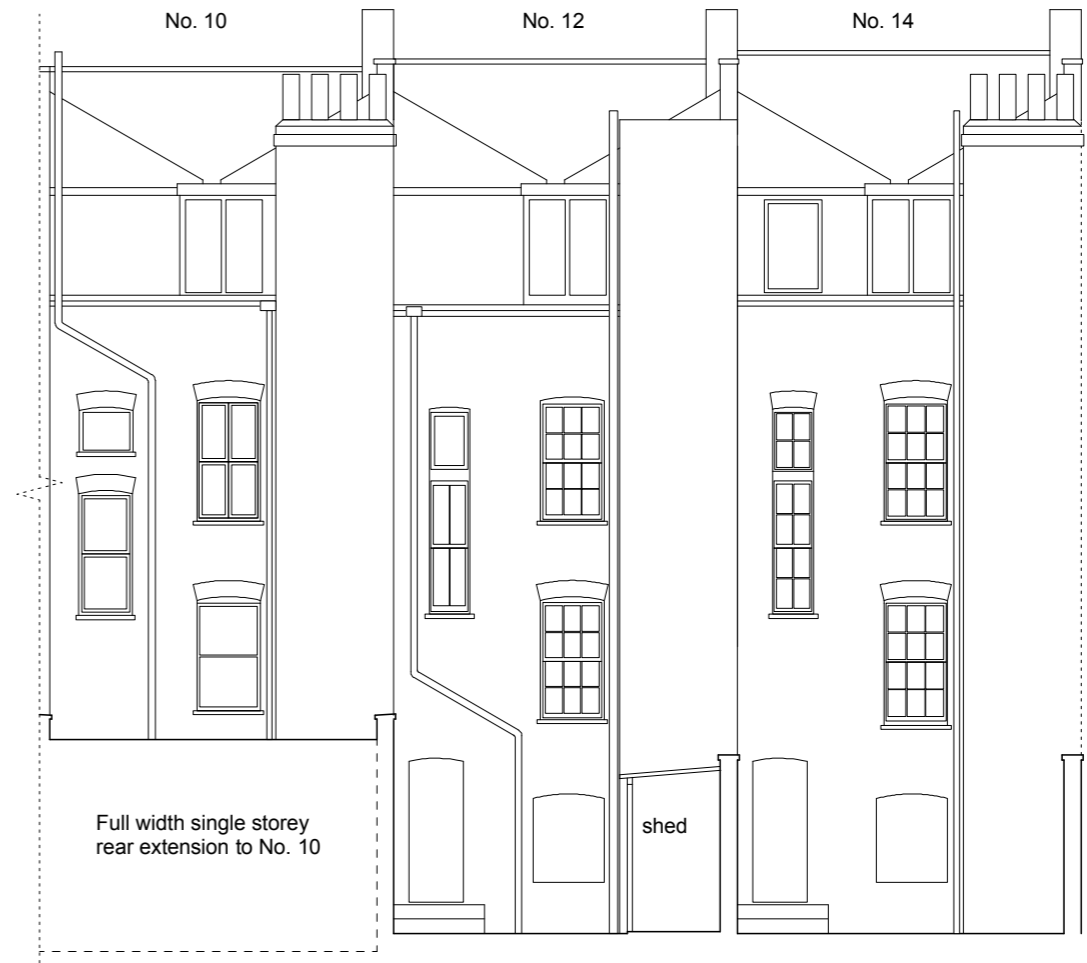 No. 10
No. 12
No. 14
Full width single storey
rear extension to No. 10
shed